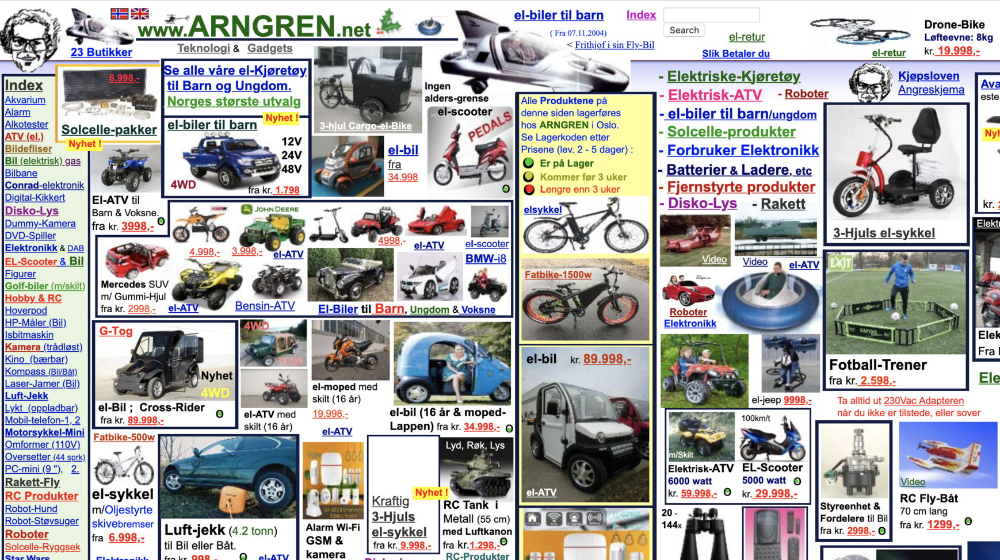 www.ARNGREN.net
23 Butikker
Teknologi & Gadgets
el-biler til barn
( Fra 07.11.2004)
< Frithjof i sin Fly-Bil
Index
Search
el-retur
Slik Betaler du
el-retur
Drone-Bike
Løfteevne: 8kg
kr. 19.998,-
Index
Akvarium
Alarm
Alkotester
ATV (el.)
Bildefliser
Bil (elektrisk) gas
Bilbane
Conrad-elektronik
Digital-Kikkert
Disko-Lys
Dummy-Kamera
DVD-Spiller
Elektronikk & DAB
EL-Scooter & Bil
Figurer
Golf-biler (m/skilt)
Hobby & RC
Hoverpod
HP-Måler (Bil)
Isbitmaskin
Kamera (trådløst)
Kino (bærbar)
Kompass (Bil/Båt)
Laser-Jamer (Bil)
Luft-Jekk
Lykt (oppladbar)
Mobil-telefon-1, 2
Motorsykkel-Mini
Omformer (110V)
Oversetter (44 sprk)
PC-mini (9 "), 2.
Rakett-Fly
RC Produkter
Robot-Hund
Robot-Støvsuger
Roboter
Solcelle-Ryggsek
Star Wars
6.998,-
Solcelle-pakker
Nyhet !
El-ATV til
Barn & Voksne.
fra kr. 3998,-
Se alle våre el-Kjøretøy
til Barn og Ungdom.
Norges største utvalg
Nyhet !
el-biler til barn
12V
24V
48V
4WD
fra kr. 1.798
3-hjul Cargo-el-Bike
el-bil
fra
34.998
Ingen
alders-grense
el-scooter
PEDALS
JOHN DEERE
4.998,-
3.998,-
el-ATV
4998,-
el-ATV
el-scooter
BMW-i8
Mercedes SUV
m/ Gummi-Hjul
fra kr. 2998,-
el-ATV
Bensin-ATV
El-Biler til Barn, Ungdom & Voksne
G-Tog
Nyhet
4WD
el-Bil ; Cross-Rider
fra kr. 89.998,-
4WD
79.998
el-ATV med
skilt (16 år)
el-moped med
skilt (16 år)
19.998,-
el-ATV
el-bil (16 år & moped-
Lappen) fra kr. 34.998,-
Fatbike-500w
el-sykkel
m/Oljestyrte
skivebremser
fra 6.998,-
Elektronikk
Luft-jekk (4.2 tonn)
til Bil eller Båt.
fra kr. 998,-
el-ATV
Alarm Wi-Fi
GSM &
kamera
Kraftig
3-Hjuls
el-sykkel
fra kr. 9.998,-
Nyhet !
Lyd, Røk, Lys
RC Tank i
Metall (55 cm)
med Luftkanon
fra kr.1.298,-
RC-Produkter
Alle Produktene på
denne siden lagerføres
hos ARNGREN i Oslo.
Se Lagerkoden etter
Prisene (lev. 2 - 5 dager) :
Er på Lager
Kommer før 3 uker
Lengre enn 3 uker
elsykkel
Fatbike-1500w
el-bil kr. 89.998,-
el-ATV
- Elektriske-Kjøretøy
- Elektrisk-ATV - Roboter
- el-biler til barn/ungdom
- Solcelle-produkter
- Forbruker Elektronikk
- Batterier & Ladere, etc
- Fjernstyrte produkter
- Disko-Lys - Rakett
Video
Video
el-ATV
Roboter
Elektronikk
el-jeep 9998,-
m/Skilt
Elektrisk-ATV
6000 watt
kr. 59.998,-
100km/t
EL-Scooter
5000 watt
kr. 29.998,-
20 -
144x
Kjøpsloven
Angreskjema
3-Hjuls el-sykkel
EXIT
Fotball-Trener
fra kr. 2.598,-
Ta alltid ut 230Vac Adapteren
når du ikke er tilstede, eller sover
Styreenhet &
Fordelere til Bil
fra kr. 2998,-
Video
RC Fly-Båt
70 cm lang
fra kr. 1299,-
Ava
este
Nyh
kr.
Elektr
Elek
Fra
Ele